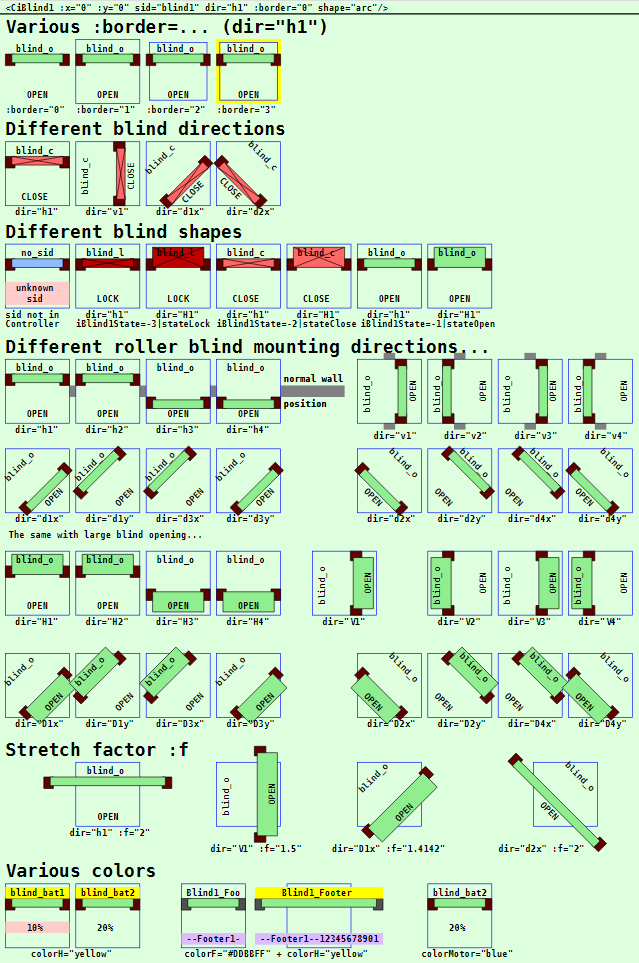 <CiBlind1 :x="0" :y="0" sid="blind1" dir="h1" :border="0" shape="arc"/>
Various :border=... (dir="h1")
blind_o blind_o blind_o blind_o
OPEN OPEN OPEN OPEN
:border="0" :border="1" :border="2" :border="3"
Different blind directions
blind_c blind_c CLOSE blind_c CLOSE blind_c CLOSE
CLOSE
dir="h1" dir="v1" dir="d1x" dir="d2x"
Different blind shapes
no_sid blind_l blind_l blind_c blind_c blind_o blind_o
unknown
sid LOCK LOCK CLOSE CLOSE OPEN OPEN
sid not in dir="h1" dir="H1" dir="h1" dir="H1" dir="h1" dir="H1"
Controller iBlind1State=-3|stateLock iBlind1State=-2|stateClose iBlind1State=-1|stateOpen
Different roller blind mounting directions...
blind_o blind_o blind_o blind_o
normal wall
position
OPEN OPEN OPEN OPEN
blind_o OPEN blind_o OPEN blind_o OPEN blind_o OPEN
dir="h1" dir="h2" dir="h3" dir="h4" dir="v1" dir="v2" dir="v3" dir="v4"
blind_o blind_o blind_o blind_o blind_o blind_o blind_o blind_o
OPEN OPEN OPEN OPEN OPEN OPEN OPEN OPEN
dir="d1x" dir="d1y" dir="d3x" dir="d3y" dir="d2x" dir="d2y" dir="d4x" dir="d4y"
The same with large blind opening...
blind_o blind_o blind_o blind_o blind_o OPEN blind_o OPEN blind_o OPEN blind_o OPEN
OPEN OPEN OPEN OPEN
dir="H1" dir="H2" dir="H3" dir="H4" dir="V1" dir="V2" dir="V3" dir="V4"
blind_o blind_o blind_o blind_o blind_o blind_o blind_o blind_o
OPEN OPEN OPEN OPEN OPEN OPEN OPEN OPEN
dir="D1x" dir="D1y" dir="D3x" dir="D3y" dir="D2x" dir="D2y" dir="D4x" dir="D4y"
Stretch factor :f
blind_o blind_o OPEN blind_o OPEN blind_o OPEN
OPEN
dir="h1" :f="2" dir="V1" :f="1.5" dir="D1x" :f="1.4142" dir="d2x" :f="2"
Various colors
blind_bat1 blind_bat2 Blind1_Foo Blind1_Footer blind_bat2
10% 20% 20%
--Footer1- --Footer1--12345678901
colorH="yellow" colorF="#DDBBFF" + colorH="yellow" colorMotor="blue"